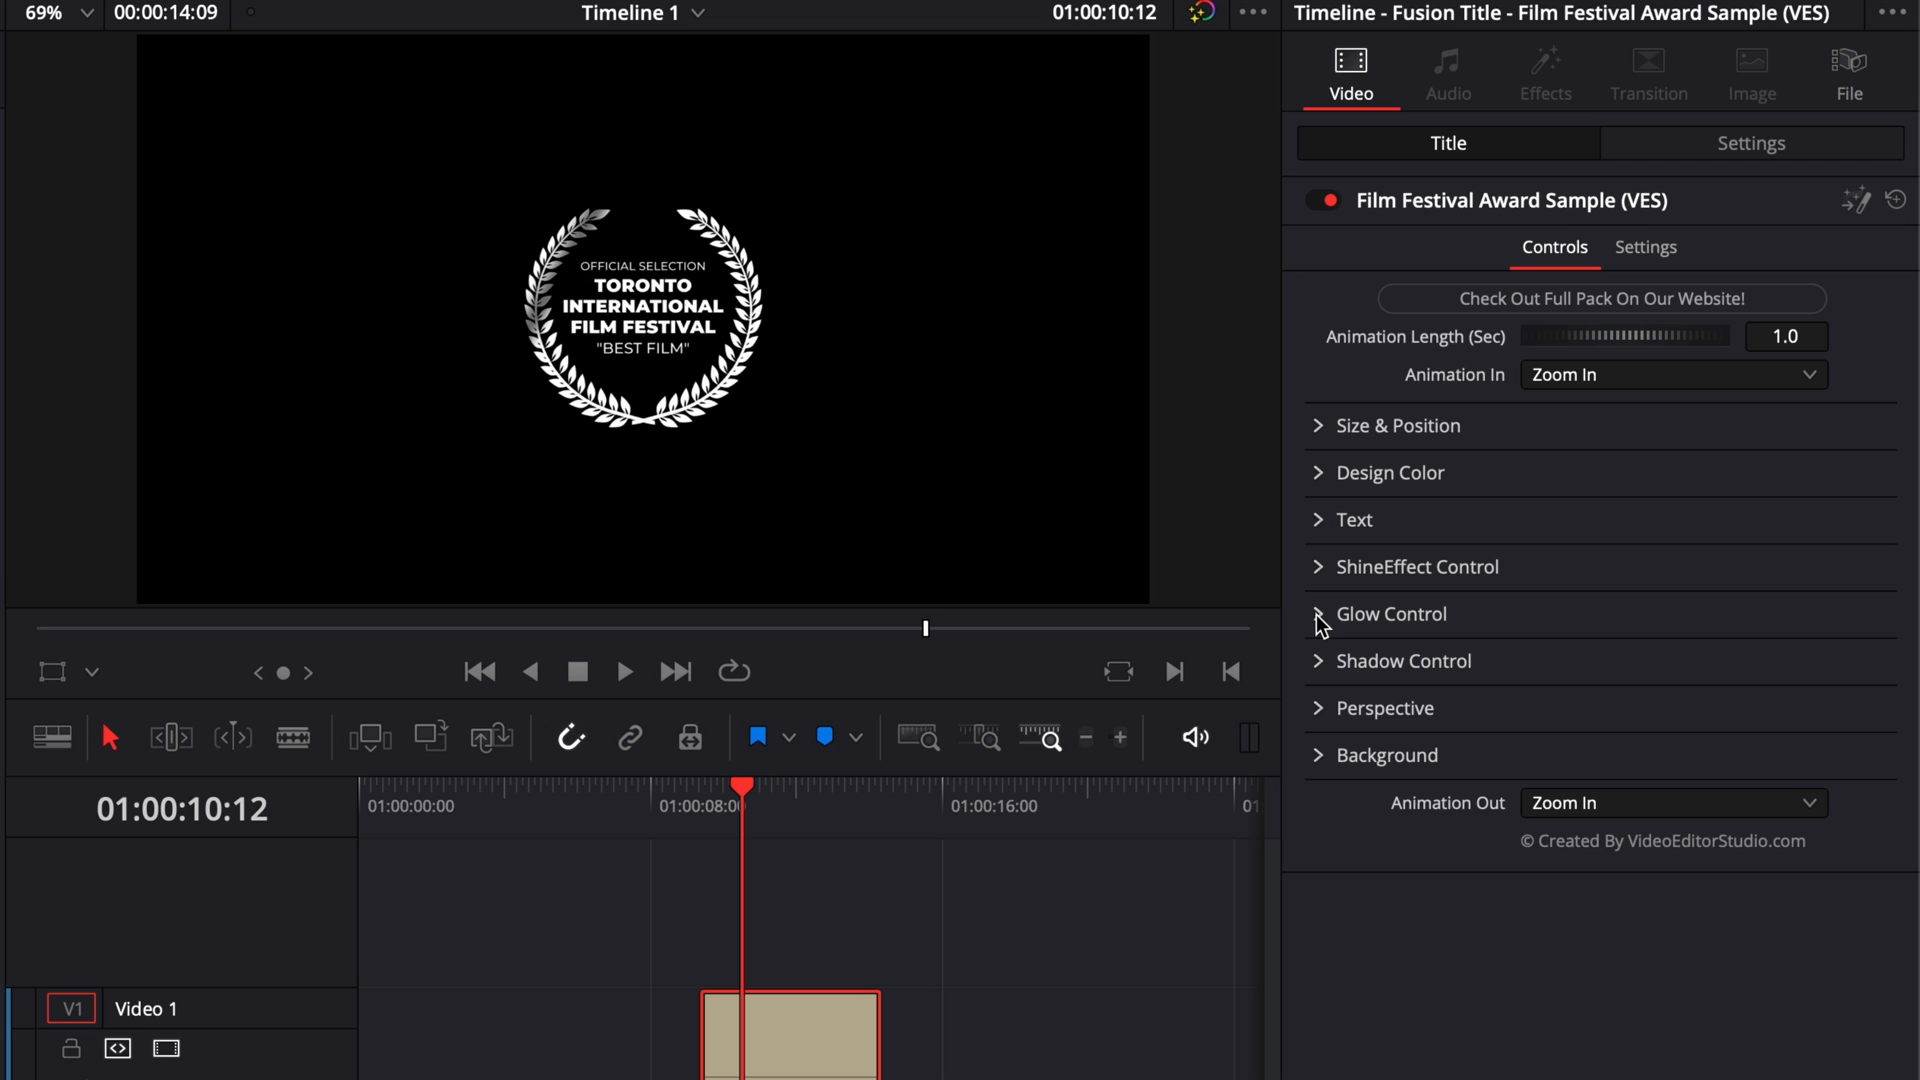 69%
00:00:14:09
Timeline 1
01:00:10:12
Timeline - Fusion Title - Film Festival Award Sample (VES)
Video
Audio
Effects
Transition
Image
File
Title
Settings
Film Festival Award Sample (VES)
Controls
Settings
Check Out Full Pack On Our Website!
Animation Length (Sec)
1.0
Animation In
Zoom In
Size & Position
Design Color
Text
ShineEffect Control
Glow Control
Shadow Control
Perspective
Background
Animation Out
Zoom In
© Created By VideoEditorStudio.com
OFFICIAL SELECTION
TORONTO
INTERNATIONAL
FILM FESTIVAL
"BEST FILM"
01:00:10:12
01:00:00:00
01:00:08:00
01:00:16:00
01
V1
Video 1